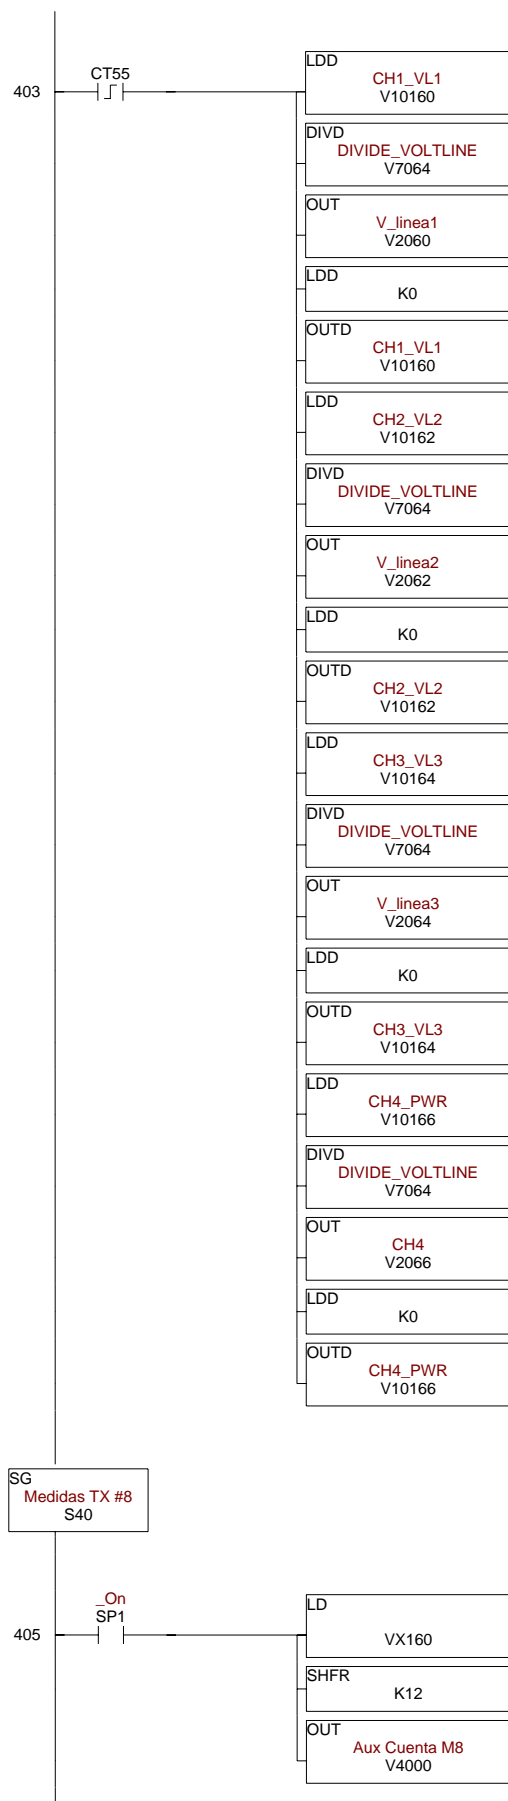 403
CT55
LDD
CH1_VL1
V10160
DIVD
DIVIDE_VOLTLINE
V7064
OUT
V_linea1
V2060
LDD
K0
OUTD
CH1_VL1
V10160
LDD
CH2_VL2
V10162
DIVD
DIVIDE_VOLTLINE
V7064
OUT
V_linea2
V2062
LDD
K0
OUTD
CH2_VL2
V10162
LDD
CH3_VL3
V10164
DIVD
DIVIDE_VOLTLINE
V7064
OUT
V_linea3
V2064
LDD
K0
OUTD
CH3_VL3
V10164
LDD
CH4_PWR
V10166
DIVD
DIVIDE_VOLTLINE
V7064
OUT
CH4
V2066
LDD
K0
OUTD
CH4_PWR
V10166
SG
Medidas TX #8
S40
405
_On
SP1
LD
VX160
SHFR
K12
OUT
Aux Cuenta M8
V4000